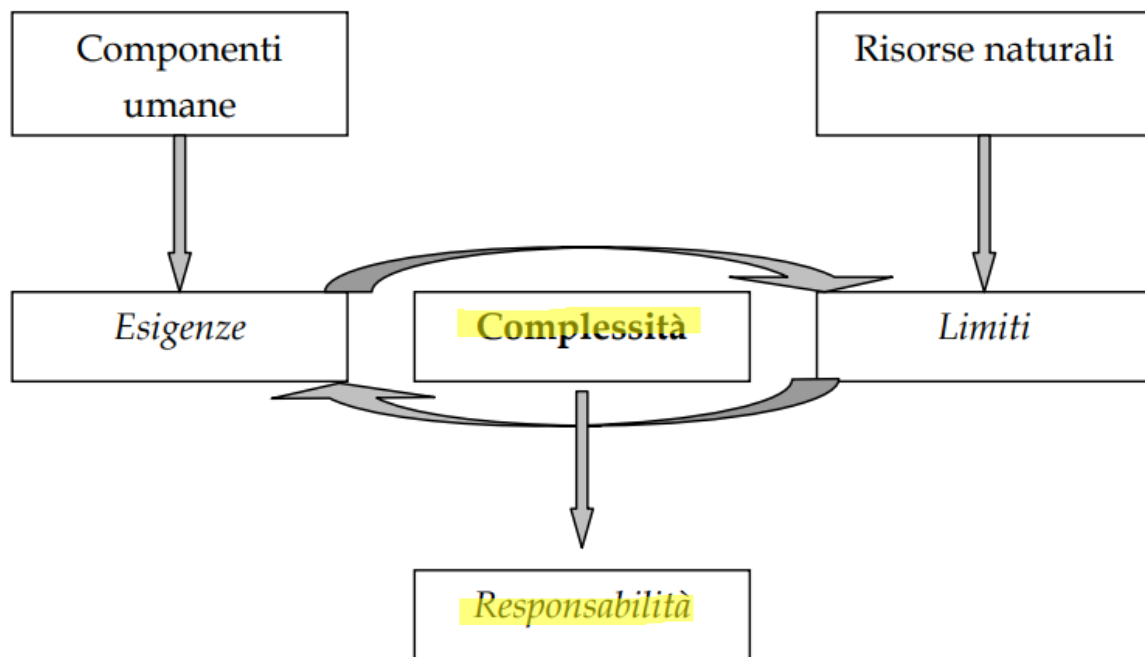 Componenti
umane
Risorse naturali
Esigenze
Complessità
Limiti
Responsabilità